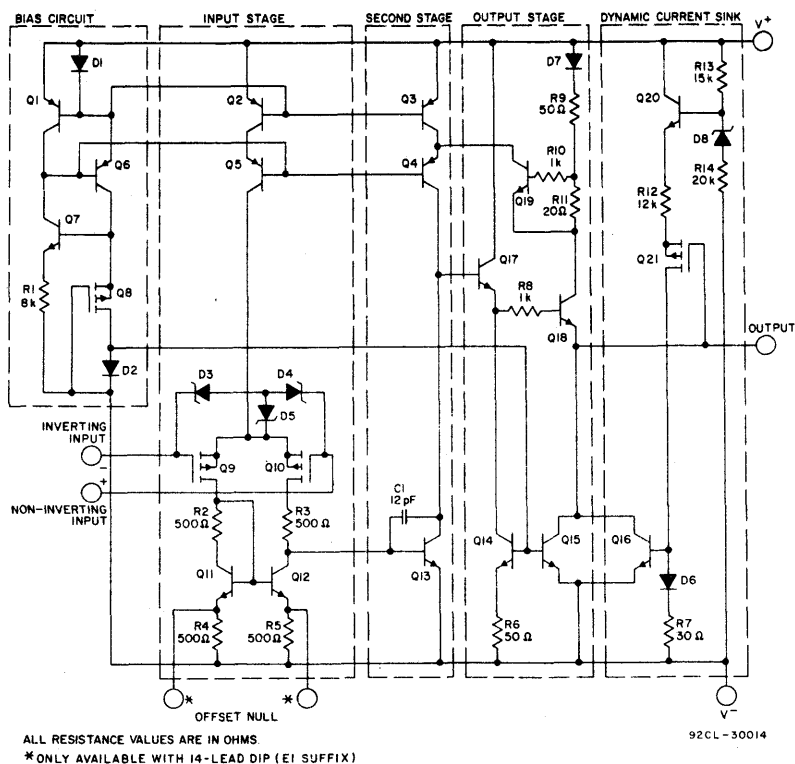 BIAS CIRCUIT
INPUT STAGE
SECOND STAGE
OUTPUT STAGE
DYNAMIC CURRENT SINK
V+
D1
Q1
Q2
Q3
D7
R9
50Ω
Q20
R13
15k
D8
R14
20k
Q6
Q5
Q4
R10
1k
Q19
R11
20Ω
R12
12k
Q7
Q17
Q21
R1
8k
Q8
R8
1k
Q18
OUTPUT
D2
D3
D4
D5
INVERTING
INPUT
−
Q9
Q10
+
NON-INVERTING
INPUT
R2
500Ω
R3
500Ω
C1
12pF
Q11
Q12
Q13
Q14
Q15
Q16
D6
R4
500Ω
R5
500Ω
R6
50Ω
R7
30Ω
*
*
OFFSET NULL
V−
ALL RESISTANCE VALUES ARE IN OHMS.
92CL-30014
*ONLY AVAILABLE WITH 14-LEAD DIP (E1 SUFFIX)